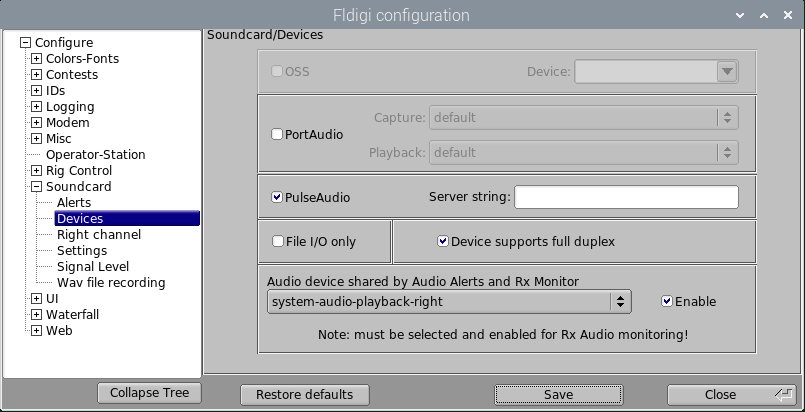 Fldigi configuration
Configure
Colors-Fonts
Contests
IDs
Logging
Modem
Misc
Operator-Station
Rig Control
Soundcard
Alerts
Devices
Right channel
Settings
Signal Level
Wav file recording
UI
Waterfall
Web
Collapse Tree
Soundcard/Devices
OSS Device:
PortAudio Capture: default
Playback: default
PulseAudio Server string:
File I/O only Device supports full duplex
Audio device shared by Audio Alerts and Rx Monitor
system-audio-playback-right Enable
Note: must be selected and enabled for Rx Audio monitoring!
Restore defaults Save Close